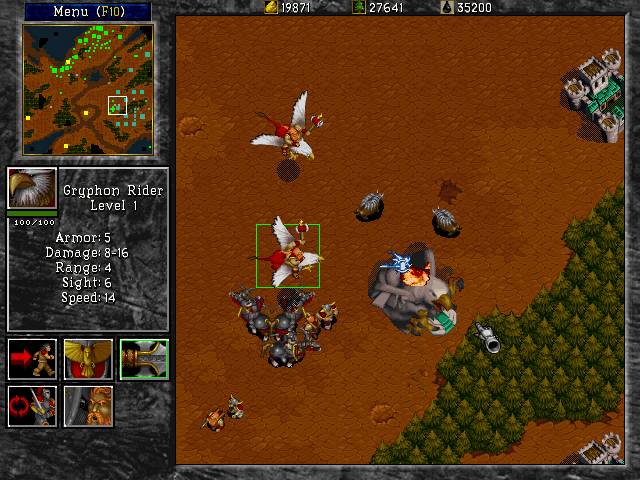 Menu (F10)
19871
27641
35200
Gryphon Rider
Level 1
100/100
Armor: 5
Damage: 8-16
Range: 4
Sight: 6
Speed: 14